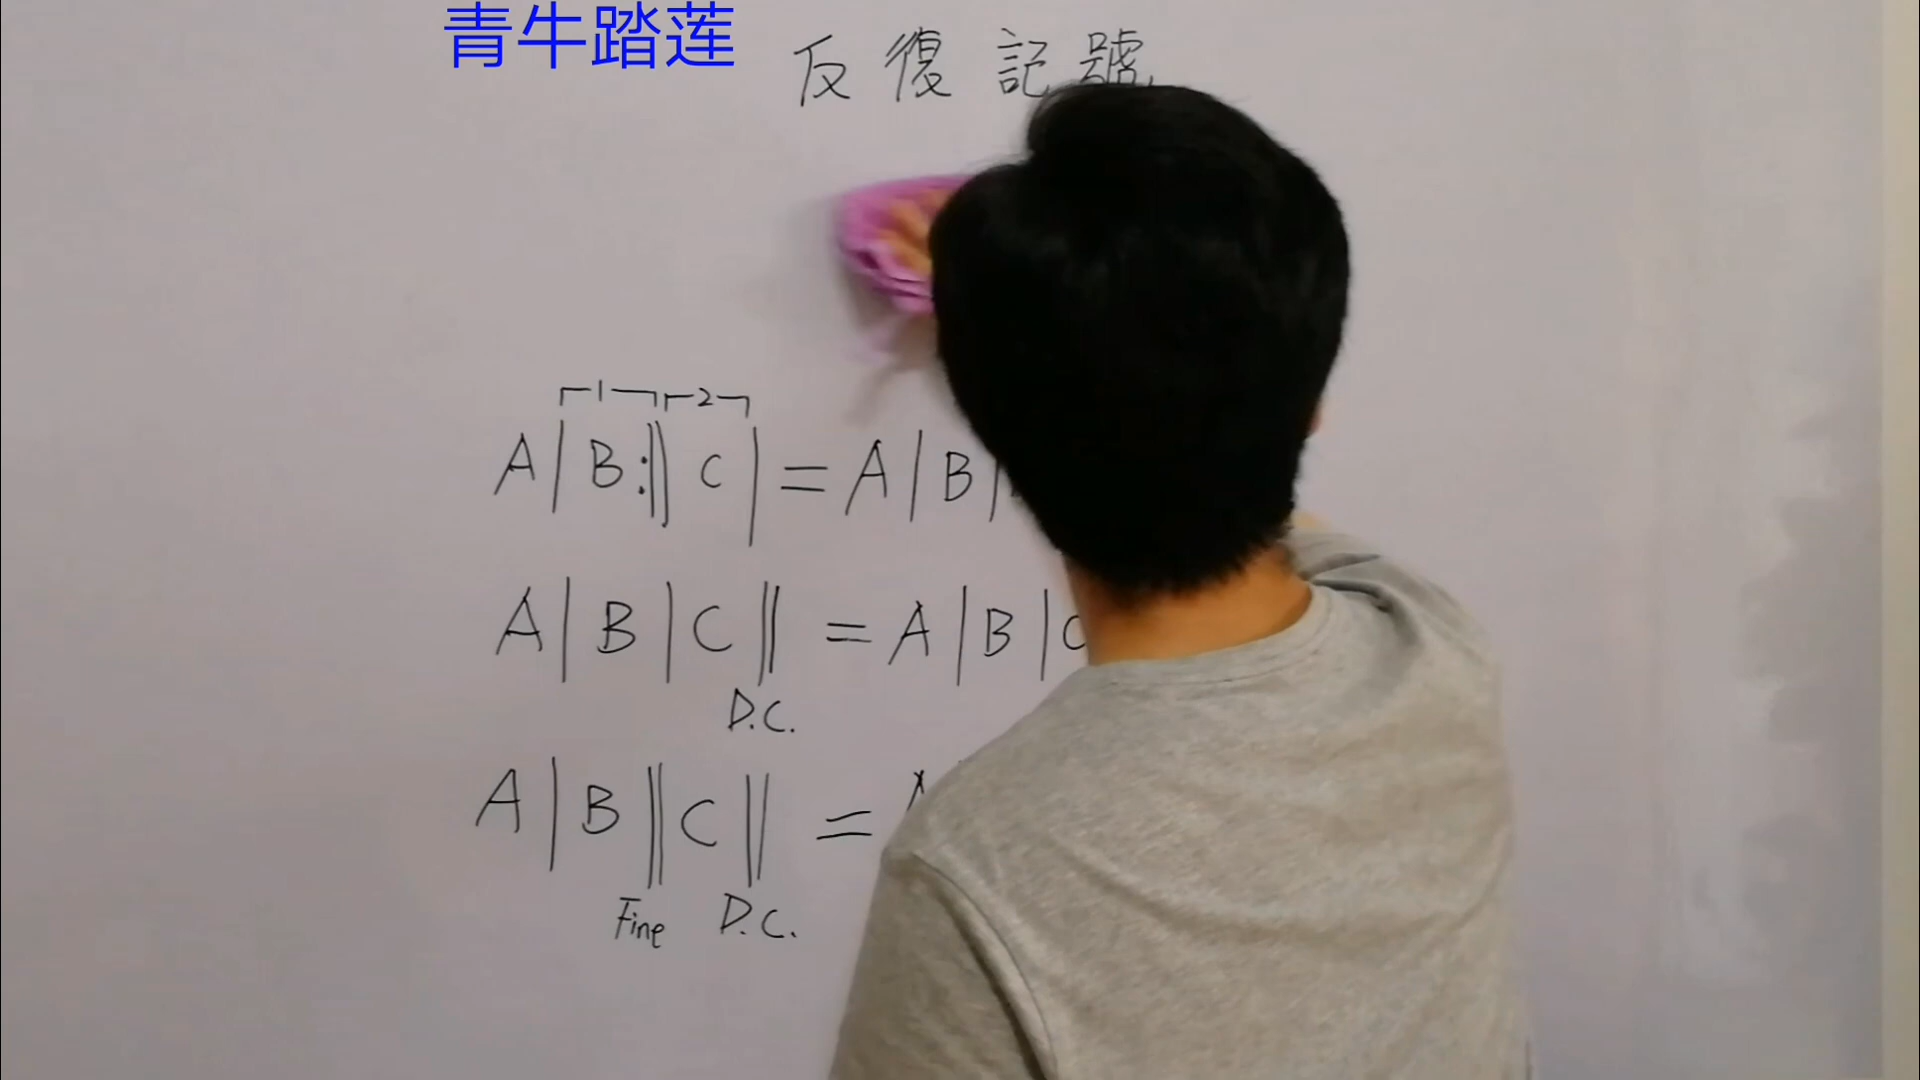 青牛踏莲
反復記號
1 2
A | B :‖ C | = A | B |
A | B | C ‖ = A | B | C
D.C.
A | B ‖ C ‖ =
Fine D.C.